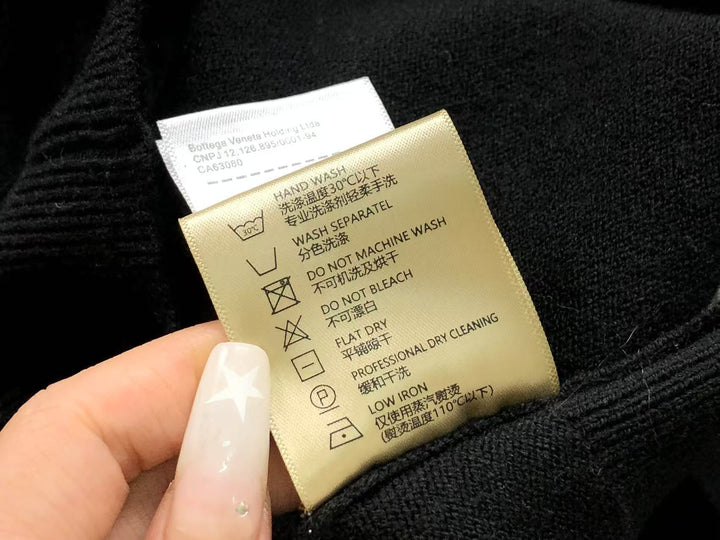 Bottega Veneta Holding Ltda
CNPJ 12.126.895/0001-94
CA63080
HAND WASH
洗涤温度30℃以下
专业洗涤剂轻柔手洗
30℃
WASH SEPARATEL
分色洗涤
DO NOT MACHINE WASH
不可机洗及烘干
DO NOT BLEACH
不可漂白
FLAT DRY
平铺晾干
PROFESSIONAL DRY CLEANING
缓和干洗
P
LOW IRON
仅使用蒸汽熨烫
(熨烫温度110℃以下)